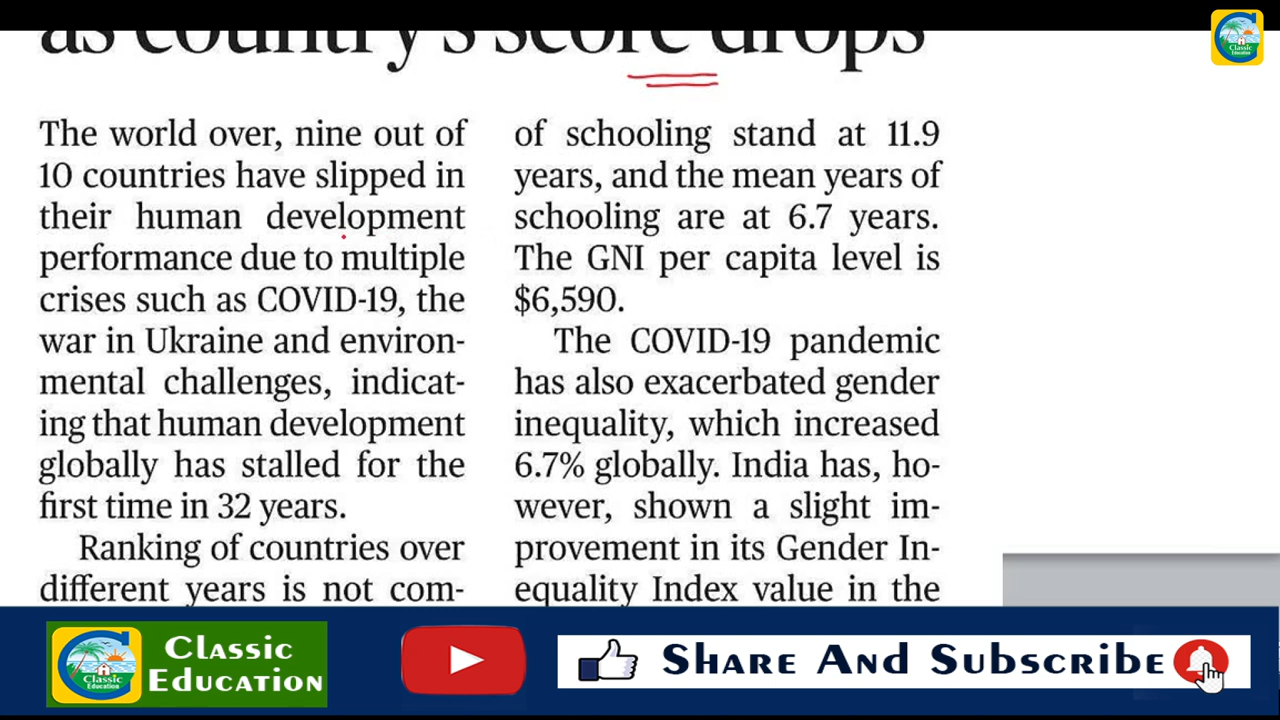 as country's score drops
The world over, nine out of
10 countries have slipped in
their human development
performance due to multiple
crises such as COVID-19, the
war in Ukraine and environ-
mental challenges, indicat-
ing that human development
globally has stalled for the
first time in 32 years.
Ranking of countries over
different years is not com-
of schooling stand at 11.9
years, and the mean years of
schooling are at 6.7 years.
The GNI per capita level is
$6,590.
The COVID-19 pandemic
has also exacerbated gender
inequality, which increased
6.7% globally. India has, ho-
wever, shown a slight im-
provement in its Gender In-
equality Index value in the
Classic
Education
Classic
Education
Classic
Education
Share And Subscribe